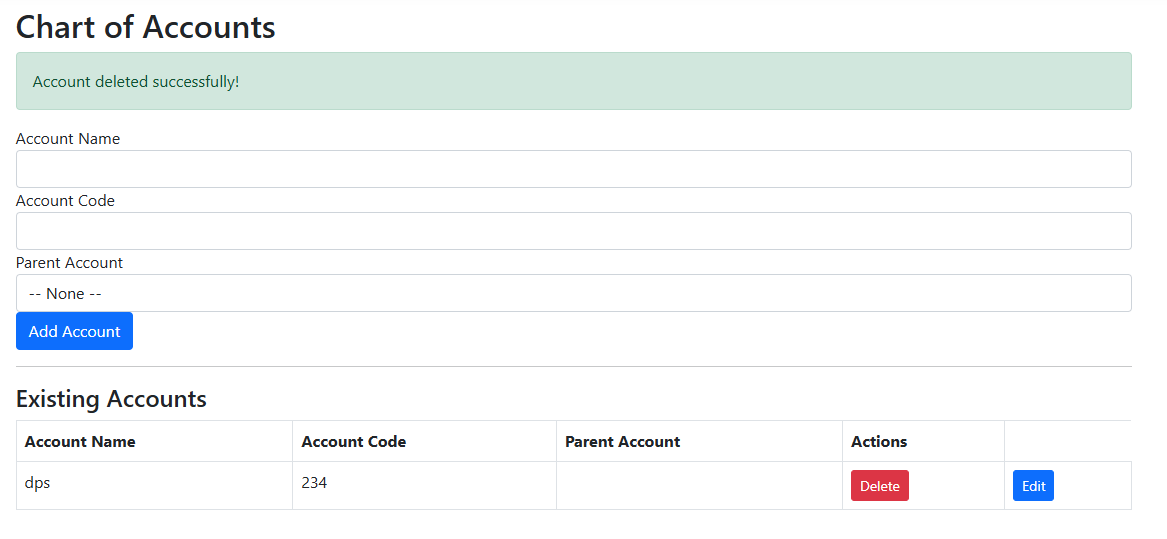 Chart of Accounts
Account deleted successfully!
Account Name
Account Code
Parent Account
-- None --
Add Account
Existing Accounts
Account Name Account Code Parent Account Actions
dps 234 Delete Edit